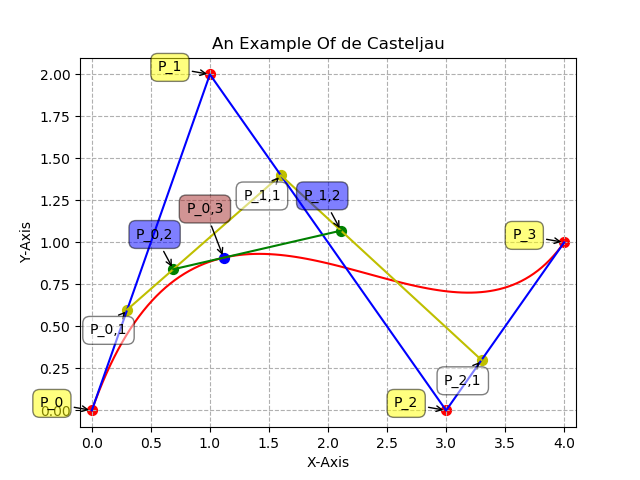 An Example Of de Casteljau
P_1
2.00
1.75
1.50
1.25
1.00
0.75
0.50
0.25
0.00
Y-Axis
P_1,1
P_1,2
P_0,3
P_0,2
P_3
P_0,1
P_2,1
P_0
P_2
0.0 0.5 1.0 1.5 2.0 2.5 3.0 3.5 4.0
X-Axis